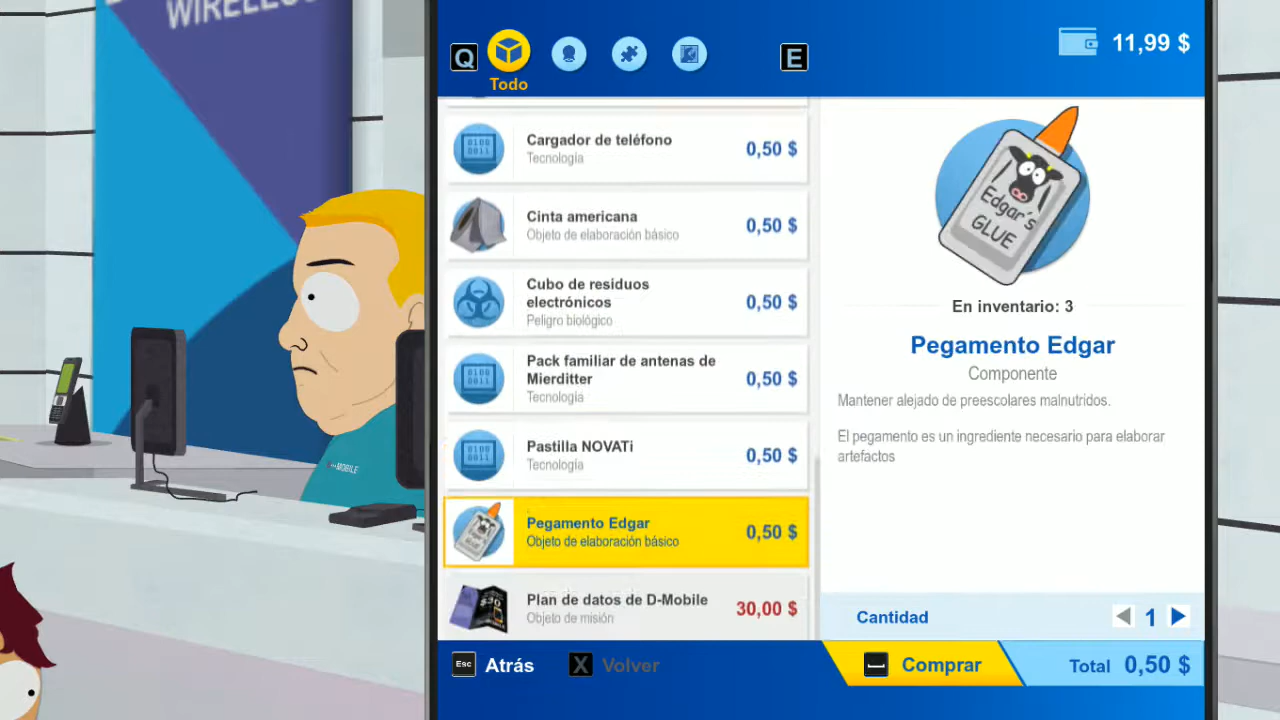 WIRELESS
Q
E
Todo
11,99 $
Cargador de teléfono
Tecnología
0,50 $
Cinta americana
Objeto de elaboración básico
0,50 $
Cubo de residuos
electrónicos
Peligro biológico
0,50 $
Pack familiar de antenas de
Mierditter
Tecnología
0,50 $
Pastilla NOVATi
Tecnología
0,50 $
Pegamento Edgar
Objeto de elaboración básico
0,50 $
Plan de datos de D-Mobile
Objeto de misión
30,00 $
Edgar's
GLUE
En inventario: 3
Pegamento Edgar
Componente
Mantener alejado de preescolares malnutridos.
El pegamento es un ingrediente necesario para elaborar
artefactos
Cantidad
1
Esc Atrás
X Volver
Comprar
Total 0,50 $
MOBILE